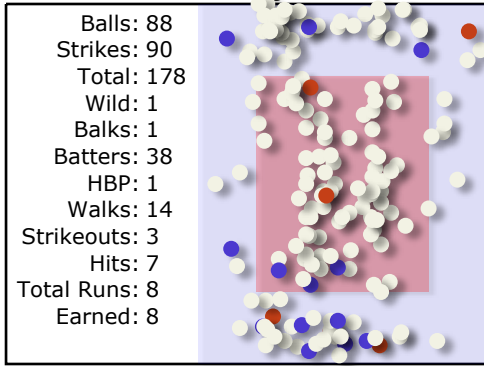 Balls: 88
Strikes: 90
Total: 178
Wild: 1
Balks: 1
Batters: 38
HBP: 1
Walks: 14
Strikeouts: 3
Hits: 7
Total Runs: 8
Earned: 8